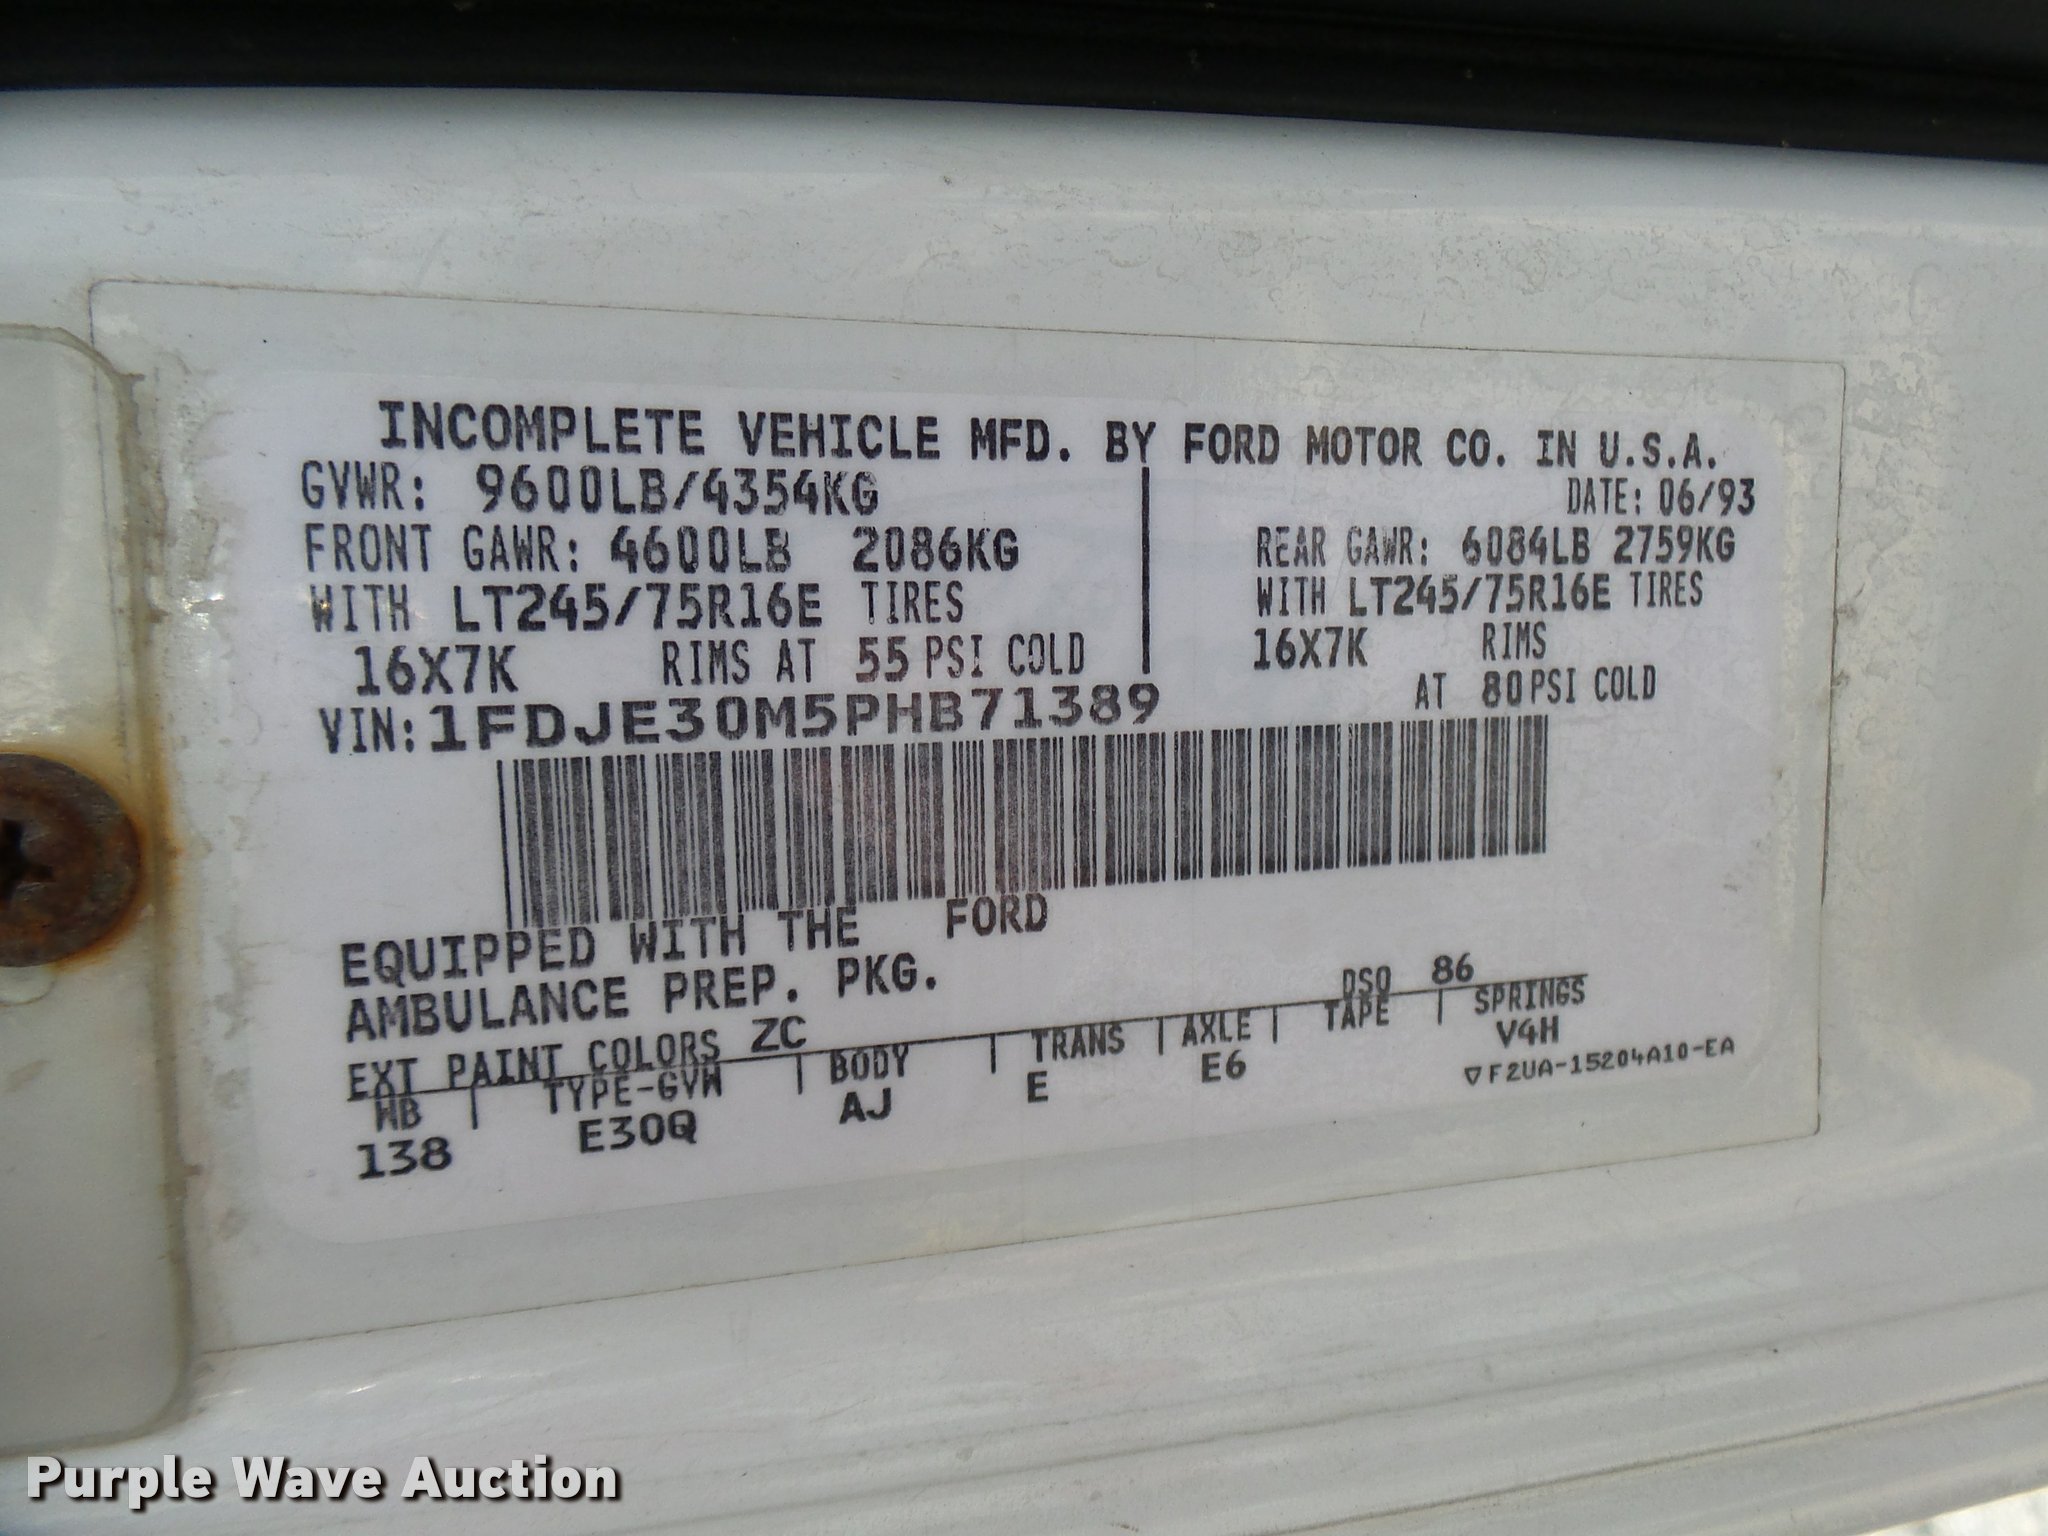 INCOMPLETE VEHICLE MFD. BY FORD MOTOR CO. IN U.S.A.
GVWR: 9600LB/4354KG
DATE: 06/93
FRONT GAWR: 4600LB 2086KG
WITH LT245/75R16E TIRES
16X7K RIMS AT 55 PSI COLD
REAR GAWR: 6084LB 2759KG
WITH LT245/75R16E TIRES
16X7K RIMS
AT 80 PSI COLD
VIN: 1FDJE30M5PHB71389
EQUIPPED WITH THE FORD
AMBULANCE PREP. PKG.
DSO 86
EXT PAINT COLORS ZC
WB | TYPE-GVW | BODY | TRANS | AXLE | TAPE | SPRINGS
138 E30Q AJ E E6 V4H
▽F2UA-15204A10-EA
Purple Wave Auction